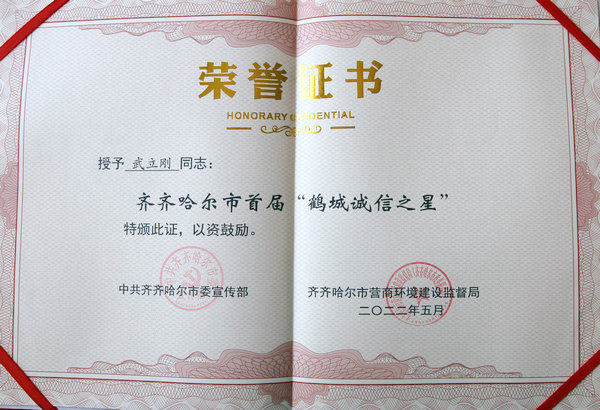 荣誉证书
HONORARY CREDENTIAL
授予 武立刚 同志：
齐齐哈尔市首届“鹤城诚信之星”
特颁此证，以资鼓励。
中共齐齐哈尔市委宣传部
齐齐哈尔市营商环境建设监督局
二〇二二年五月